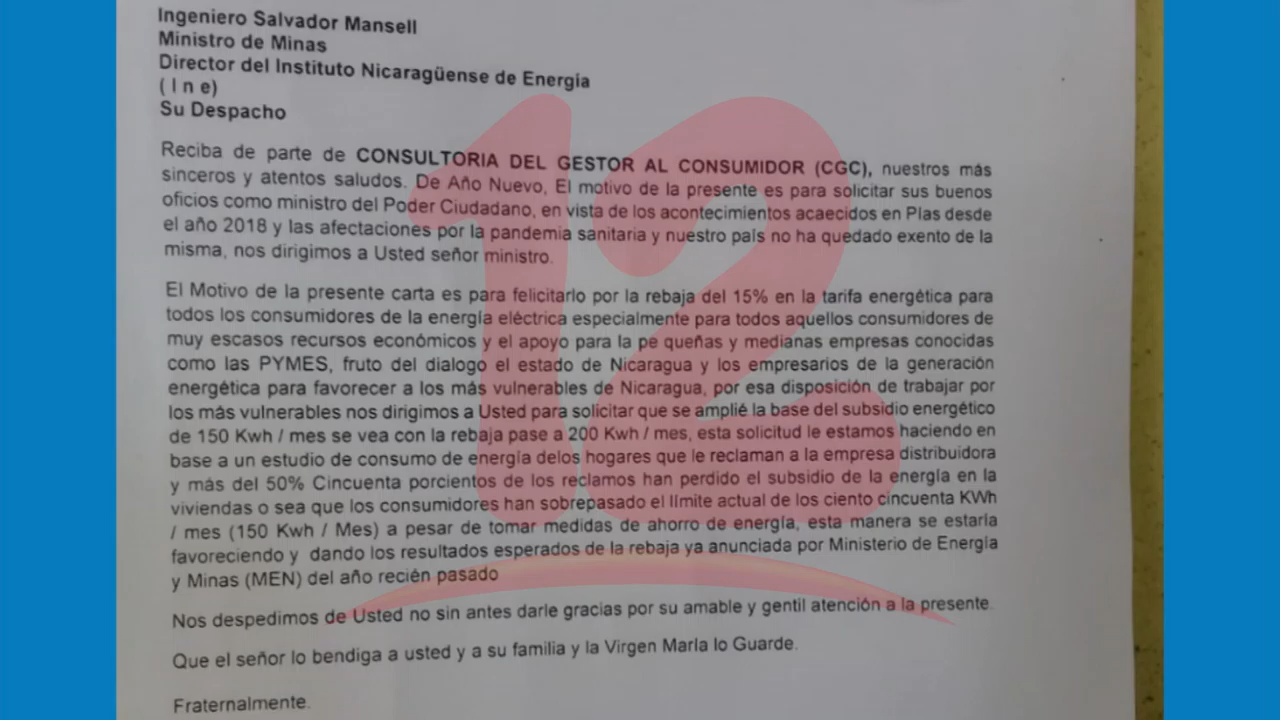 Ingeniero Salvador Mansell
Ministro de Minas
Director del Instituto Nicaragüense de Energía
( I n e)
Su Despacho
Reciba de parte de CONSULTORIA DEL GESTOR AL CONSUMIDOR (CGC), nuestros más
sinceros y atentos saludos. De Año Nuevo, El motivo de la presente es para solicitar sus buenos
oficios como ministro del Poder Ciudadano, en vista de los acontecimientos acaecidos en Pías desde
el año 2018 y las afectaciones por la pandemia sanitaria y nuestro país no ha quedado exento de la
misma, nos dirigimos a Usted señor ministro.
El Motivo de la presente carta es para felicitarlo por la rebaja del 15% en la tarifa energética para
todos los consumidores de la energía eléctrica especialmente para todos aquellos consumidores de
muy escasos recursos económicos y el apoyo para la pe queñas y medianas empresas conocidas
como las PYMES, fruto del dialogo el estado de Nicaragua y los empresarios de la generación
energética para favorecer a los más vulnerables de Nicaragua, por esa disposición de trabajar por
los más vulnerables nos dirigimos a Usted para solicitar que se amplié la base del subsidio energético
de 150 Kwh / mes se vea con la rebaja pase a 200 Kwh / mes, esta solicitud le estamos haciendo en
base a un estudio de consumo de energía delos hogares que le reclaman a la empresa distribuidora
y más del 50% Cincuenta porcientos de los reclamos han perdido el subsidio de la energía en la
viviendas o sea que los consumidores han sobrepasado el límite actual de los ciento cincuenta KWh
/ mes (150 Kwh / Mes) a pesar de tomar medidas de ahorro de energía, esta manera se estaría
favoreciendo y dando los resultados esperados de la rebaja ya anunciada por Ministerio de Energía
y Minas (MEN) del año recién pasado
Nos despedimos de Usted no sin antes darle gracias por su amable y gentil atención a la presente.
Que el señor lo bendiga a usted y a su familia y la Virgen María lo Guarde.
Fraternalmente.
12